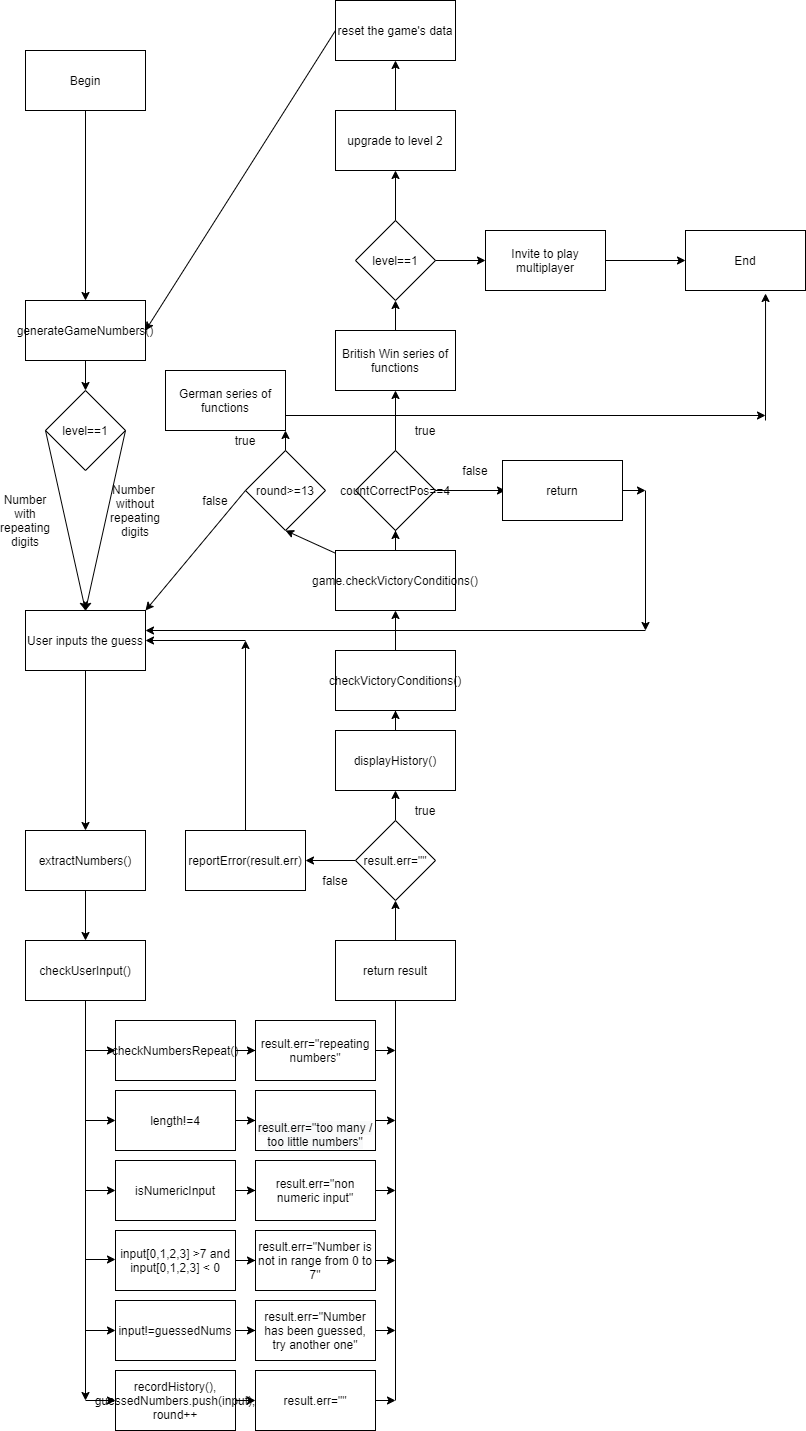 reset the game's data
Begin
upgrade to level 2
level==1
Invite to play
multiplayer
End
generateGameNumbers()
British Win series of
functions
German series of
functions
level==1
true
true
Number
with
repeating
digits
Number
without
repeating
digits
false
round>=13
countCorrectPos==4
false
return
game.checkVictoryConditions()
User inputs the guess
checkVictoryConditions()
displayHistory()
true
extractNumbers()
reportError(result.err)
result.err=""
false
checkUserInput()
return result
checkNumbersRepeat()
result.err="repeating
numbers"
length!=4
result.err="too many /
too little numbers"
isNumericInput
result.err="non
numeric input"
input[0,1,2,3] >7 and
input[0,1,2,3] < 0
result.err="Number is
not in range from 0 to
7"
input!=guessedNums
result.err="Number
has been guessed,
try another one"
recordHistory(),
guessedNumbers.push(input),
round++
result.err=""